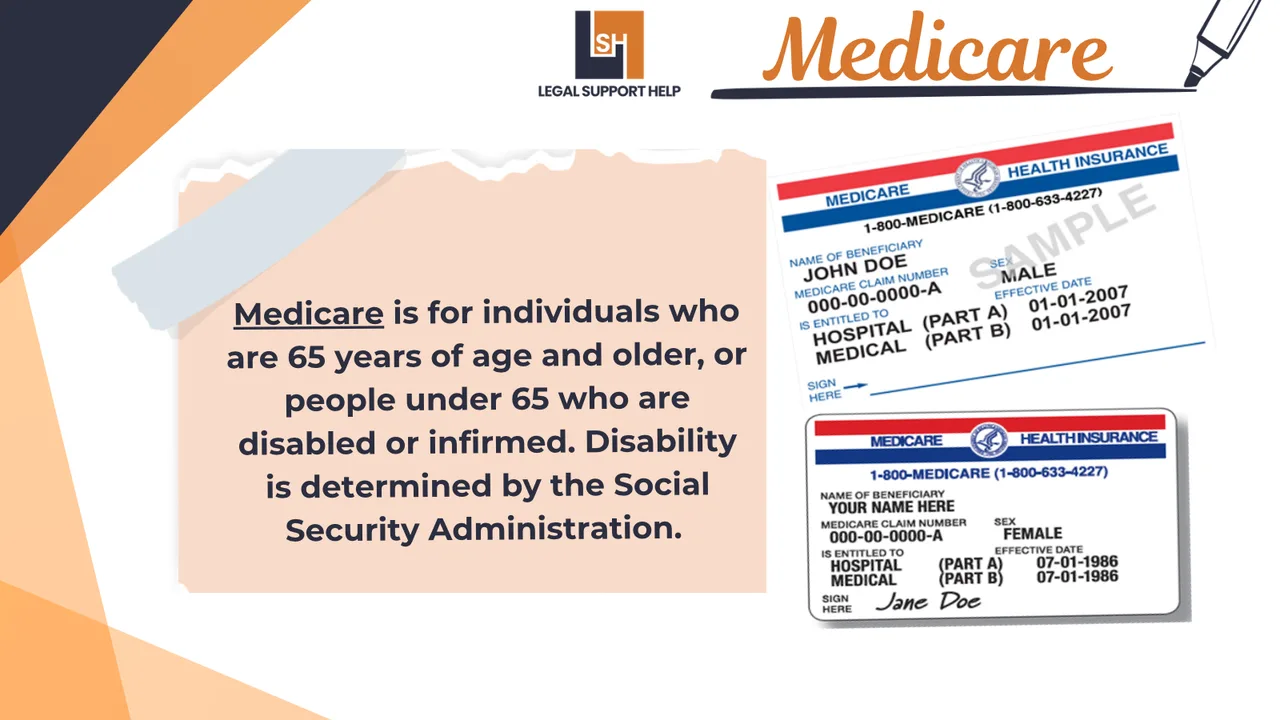 LSH
LEGAL SUPPORT HELP
Medicare
Medicare is for individuals who
are 65 years of age and older, or
people under 65 who are
disabled or infirmed. Disability
is determined by the Social
Security Administration.
MEDICARE HEALTH INSURANCE
1-800-MEDICARE (1-800-633-4227)
SAMPLE
NAME OF BENEFICIARY
JOHN DOE
MEDICARE CLAIM NUMBER SEX
000-00-0000-A MALE
IS ENTITLED TO EFFECTIVE DATE
HOSPITAL (PART A) 01-01-2007
MEDICAL (PART B) 01-01-2007
SIGN
HERE
MEDICARE HEALTH INSURANCE
1-800-MEDICARE (1-800-633-4227)
NAME OF BENEFICIARY
YOUR NAME HERE
MEDICARE CLAIM NUMBER SEX
000-00-0000-A FEMALE
IS ENTITLED TO EFFECTIVE DATE
HOSPITAL (PART A) 07-01-1986
MEDICAL (PART B) 07-01-1986
SIGN
HERE Jane Doe